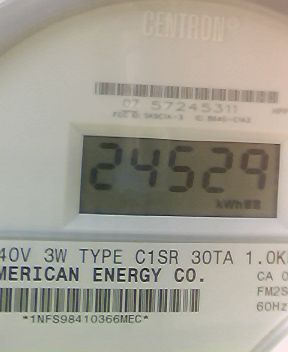 CENTRON®
07 57245311
24529
kWh
40V 3W TYPE C1SR 30TA 1.0K
MERICAN ENERGY CO.
CA 0
FM2S
60Hz
*1NFS98410366MEC*